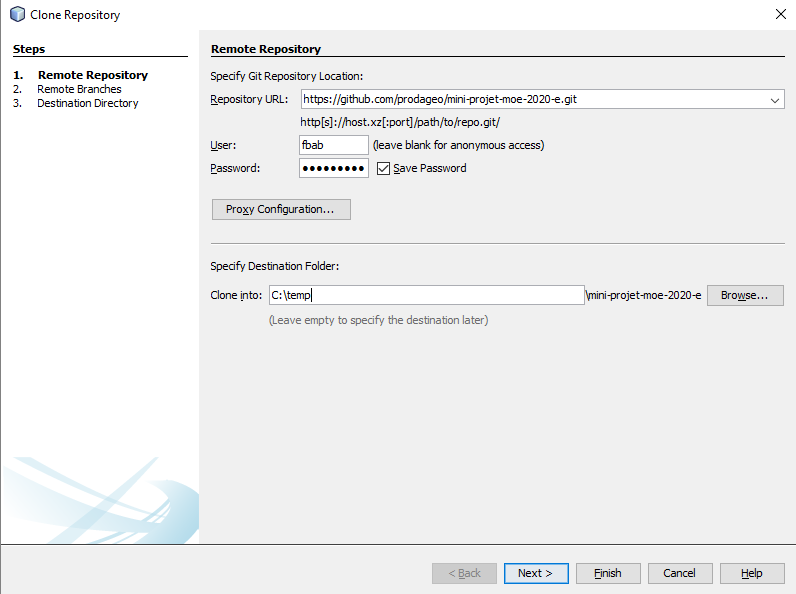 Clone Repository
Steps
1. Remote Repository
2. Remote Branches
3. Destination Directory
Remote Repository
Specify Git Repository Location:
Repository URL: https://github.com/prodageo/mini-projet-moe-2020-e.git
http[s]://host.xz[:port]/path/to/repo.git/
User: fbab (leave blank for anonymous access)
Password: ●●●●●●●●● Save Password
Proxy Configuration...
Specify Destination Folder:
Clone into: C:\temp \mini-projet-moe-2020-e Browse...
(Leave empty to specify the destination later)
< Back Next > Finish Cancel Help